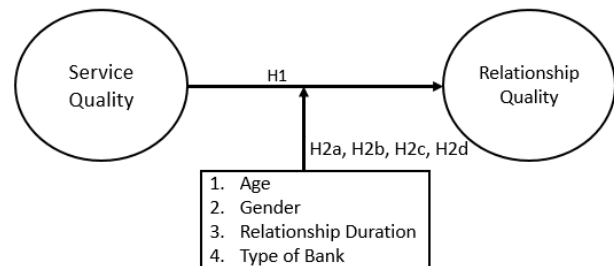 Service
Quality
H1
Relationship
Quality
H2a, H2b, H2c, H2d
1. Age
2. Gender
3. Relationship Duration
4. Type of Bank